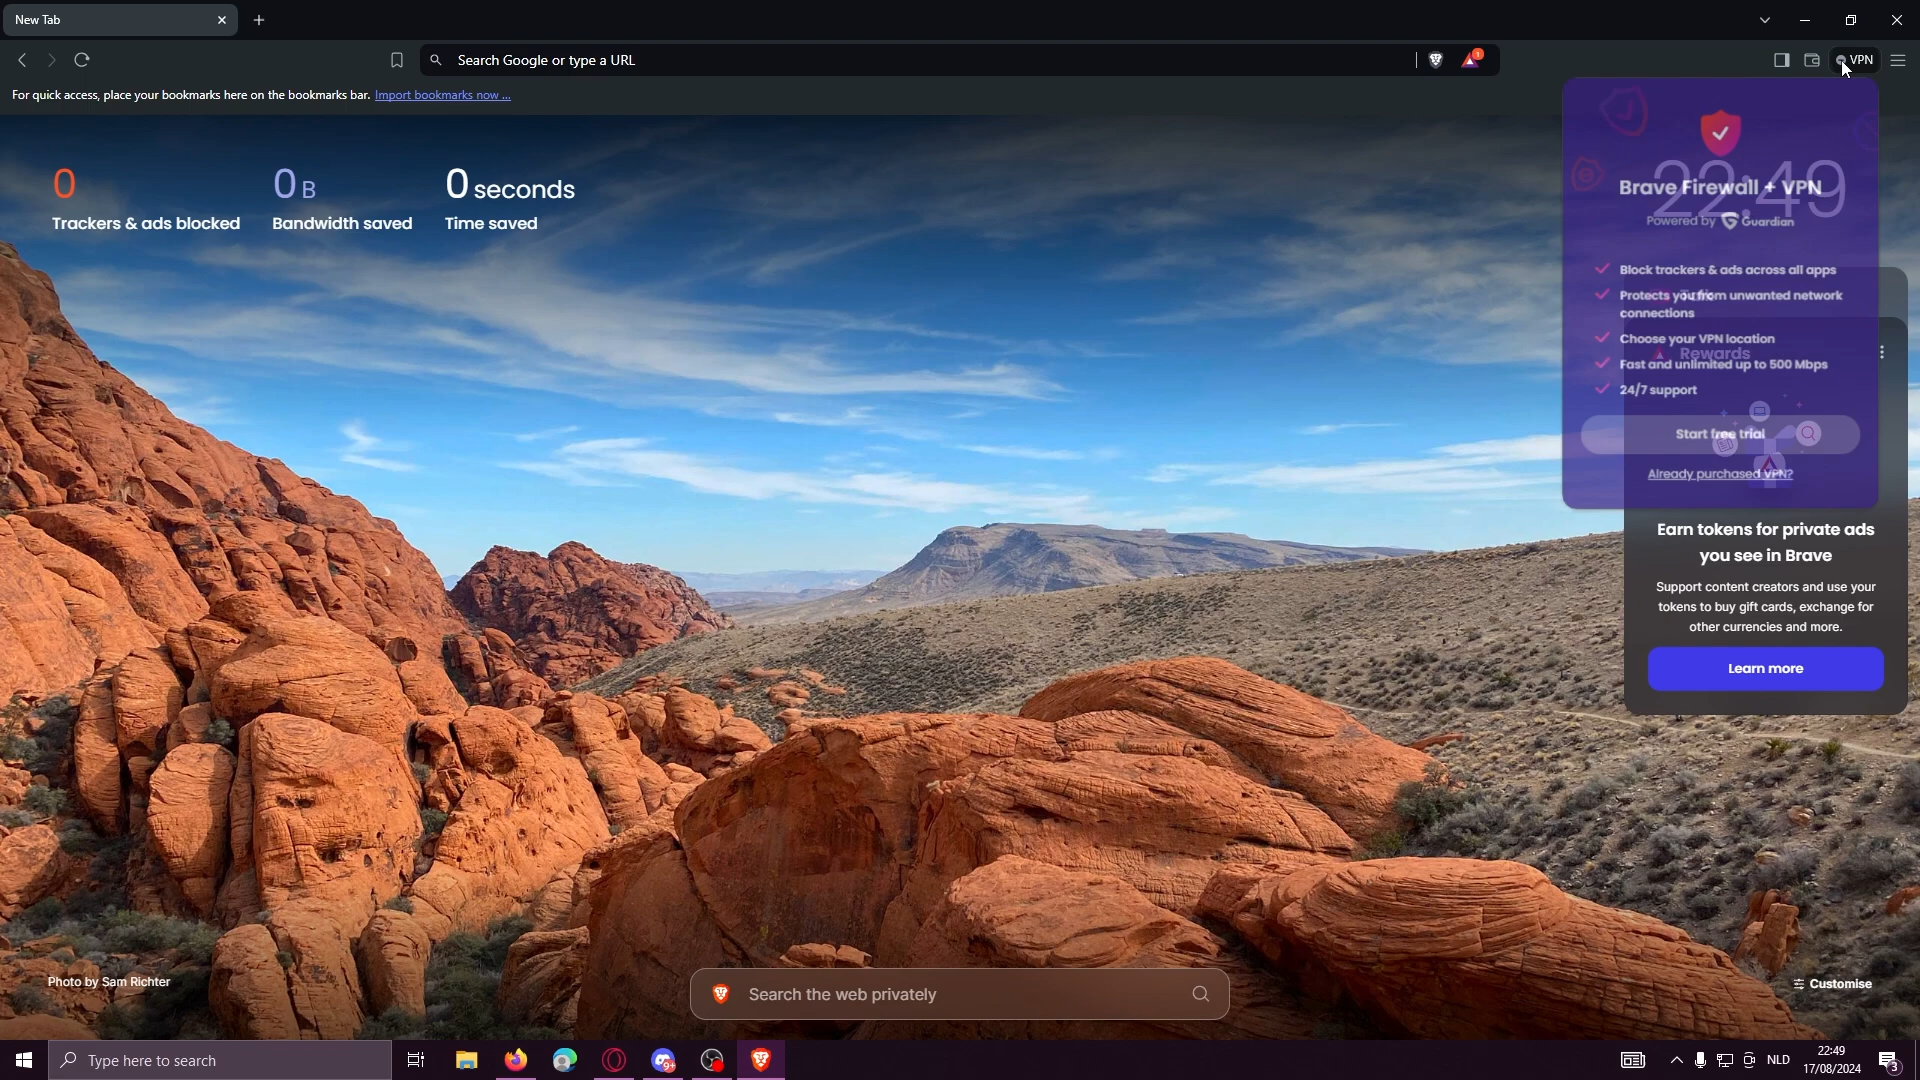 New Tab
Search Google or type a URL
1
VPN
For quick access, place your bookmarks here on the bookmarks bar. Import bookmarks now ...
0
Trackers & ads blocked
0 B
Bandwidth saved
0 seconds
Time saved
22:49
Brave Firewall + VPN
Powered by Guardian
Block trackers & ads across all apps
Protects you from unwanted network
connections
Choose your VPN location
Rewards
Fast and unlimited up to 500 Mbps
24/7 support
Start free trial
Already purchased VPN?
Earn tokens for private ads
you see in Brave
Support content creators and use your
tokens to buy gift cards, exchange for
other currencies and more.
Learn more
Photo by Sam Richter
Search the web privately
Customise
Type here to search
9+
NLD
22:49
17/08/2024
3